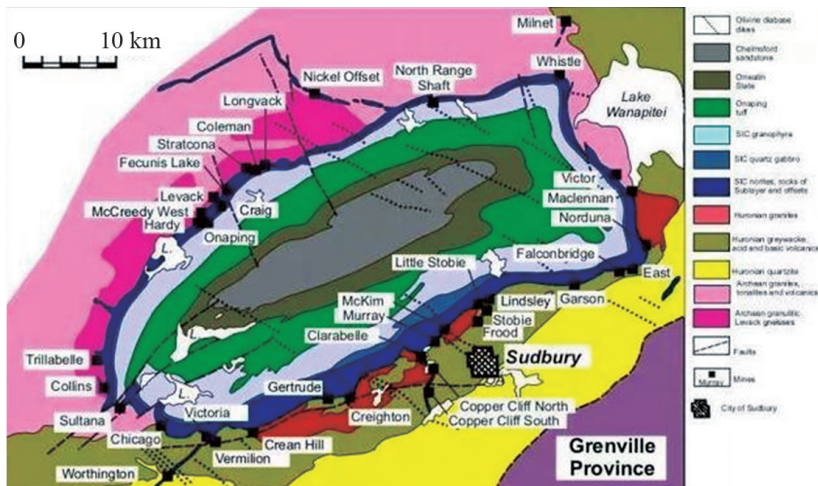 0 10 km
Milnet
Whistle
Nickel Offset
North Range
Shaft
Longvack
Lake
Wanapitei
Coleman
Stratcona
Fecunis Lake
Levack
McCreedy West
Hardy
Craig
Onaping
Victor
Maclennan
Norduna
Falconbridge
East
Little Stobie
Lindsley
Garson
McKim
Murray
Stobie
Frood
Clarabelle
Sudbury
Trillabelle
Collins
Gertrude
Sultana
Victoria
Creighton
Copper Cliff North
Copper Cliff South
Chicago
Crean Hill
Vermilion
Worthington
Grenville
Province
L.
L.
L.
Olivine diabase
dikes
Chelmsford
sandstone
Onwatin
Slate
Onaping
tuff
SIC granophyre
SIC quartz gabbro
SIC norites, rocks of
Sublayer and offsets
Huronian granites
Huronian greywacke,
acid and basic volcanics
Huronian quartzite
Archean granites,
tonalites and volcanics
Archean granulitic
Levack gneisses
Faults
Murray
Mines
City of Sudbury